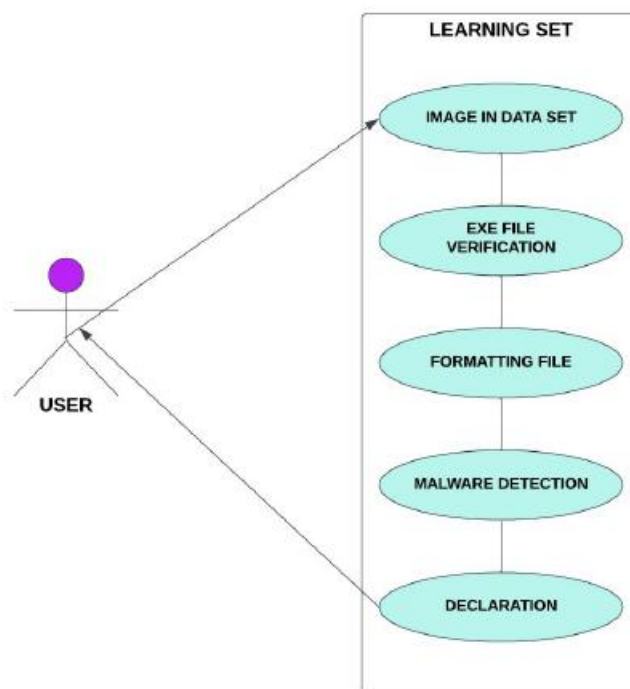 LEARNING SET
IMAGE IN DATA SET
EXE FILE
VERIFICATION
FORMATTING FILE
USER
MALWARE DETECTION
DECLARATION